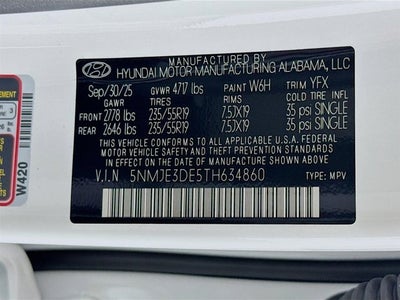 MANUFACTURED BY
HYUNDAI MOTOR MANUFACTURING ALABAMA, LLC
Sep/30/25 GVWR 4717 lbs PAINT W6H TRIM YFX
GAWR TIRES RIMS COLD INFL
FRONT 2778 lbs 235/55R19 7.5JX19 35 psi SINGLE
REAR 2646 lbs 235/55R19 7.5JX19 35 psi SINGLE
THIS VEHICLE CONFORMS TO ALL APPLICABLE U.S.A. FEDERAL
MOTOR VEHICLE SAFETY AND THEFT PREVENTION STANDARDS
IN EFFECT ON THE DATE OF MANUFACTURE SHOWN ABOVE.
V.I.N 5NMJE3DE5TH634860
TYPE: MPV
W420